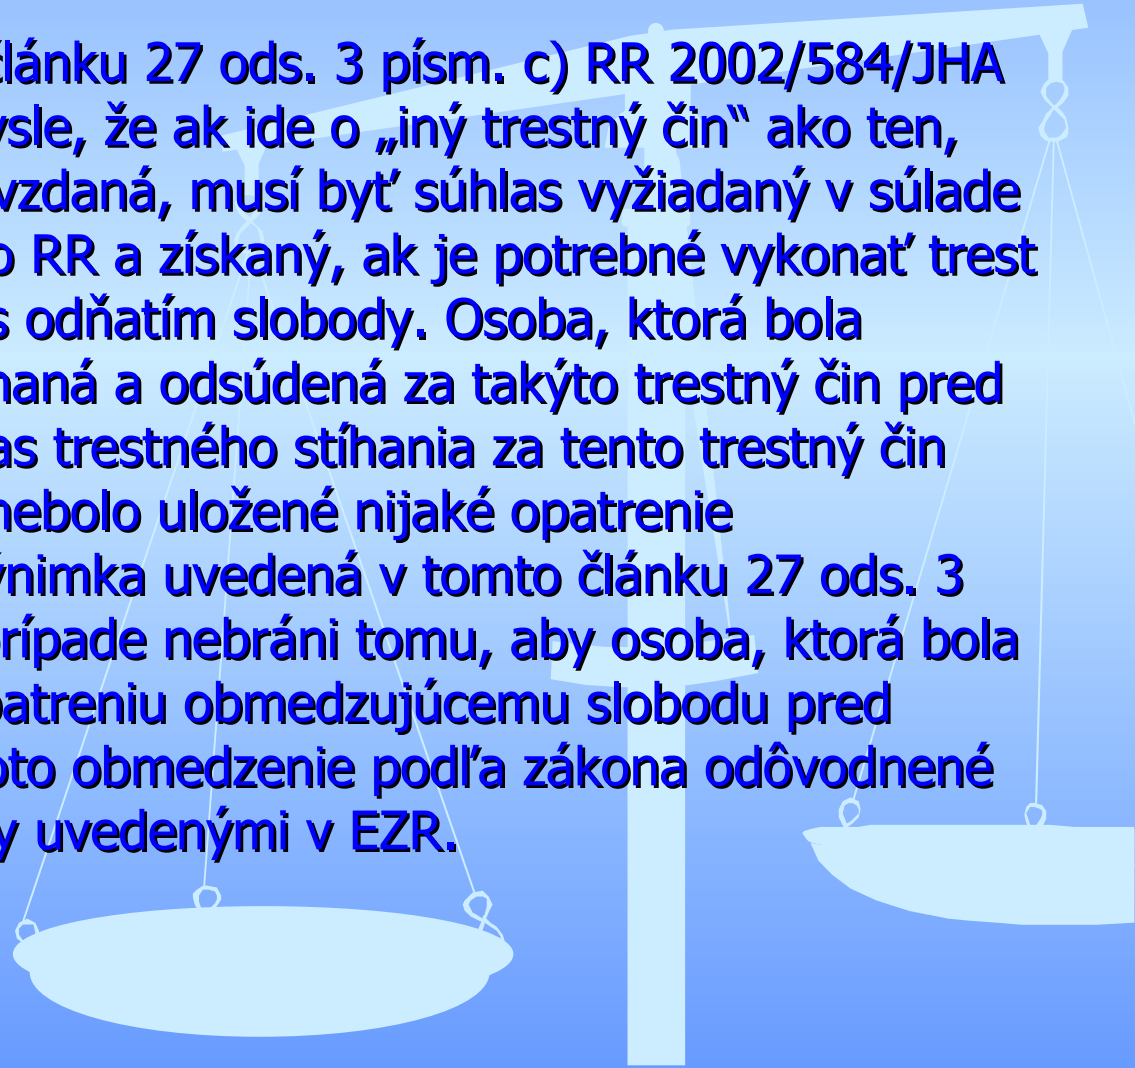 článku 27 ods. 3 písm. c) RR 2002/584/JHA
ysle, že ak ide o „iný trestný čin“ ako ten,
vzdaná, musí byť súhlas vyžiadaný v súlade
o RR a získaný, ak je potrebné vykonať trest
s odňatím slobody. Osoba, ktorá bola
haná a odsúdená za takýto trestný čin pred
as trestného stíhania za tento trestný čin
nebolo uložené nijaké opatrenie
ýnimka uvedená v tomto článku 27 ods. 3
prípade nebráni tomu, aby osoba, ktorá bola
patreniu obmedzujúcemu slobodu pred
oto obmedzenie podľa zákona odôvodnené
y uvedenými v EZR.